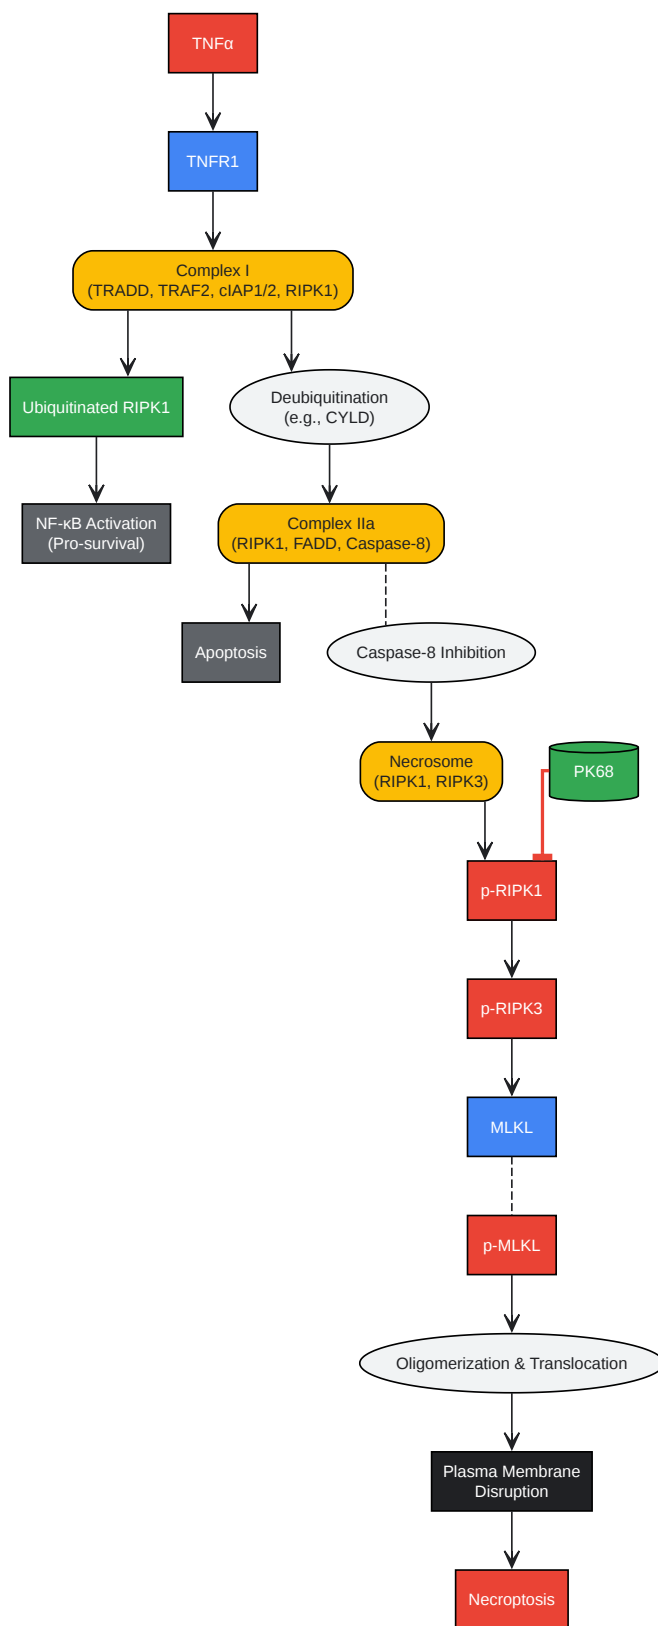 TNFα
TNFR1
Complex I
(TRADD, TRAF2, cIAP1/2, RIPK1)
Ubiquitinated RIPK1
Deubiquitination
(e.g., CYLD)
NF-κB Activation
(Pro-survival)
Complex IIa
(RIPK1, FADD, Caspase-8)
Apoptosis
Caspase-8 Inhibition
Necrosome
(RIPK1, RIPK3)
PK68
p-RIPK1
p-RIPK3
MLKL
p-MLKL
Oligomerization & Translocation
Plasma Membrane
Disruption
Necroptosis